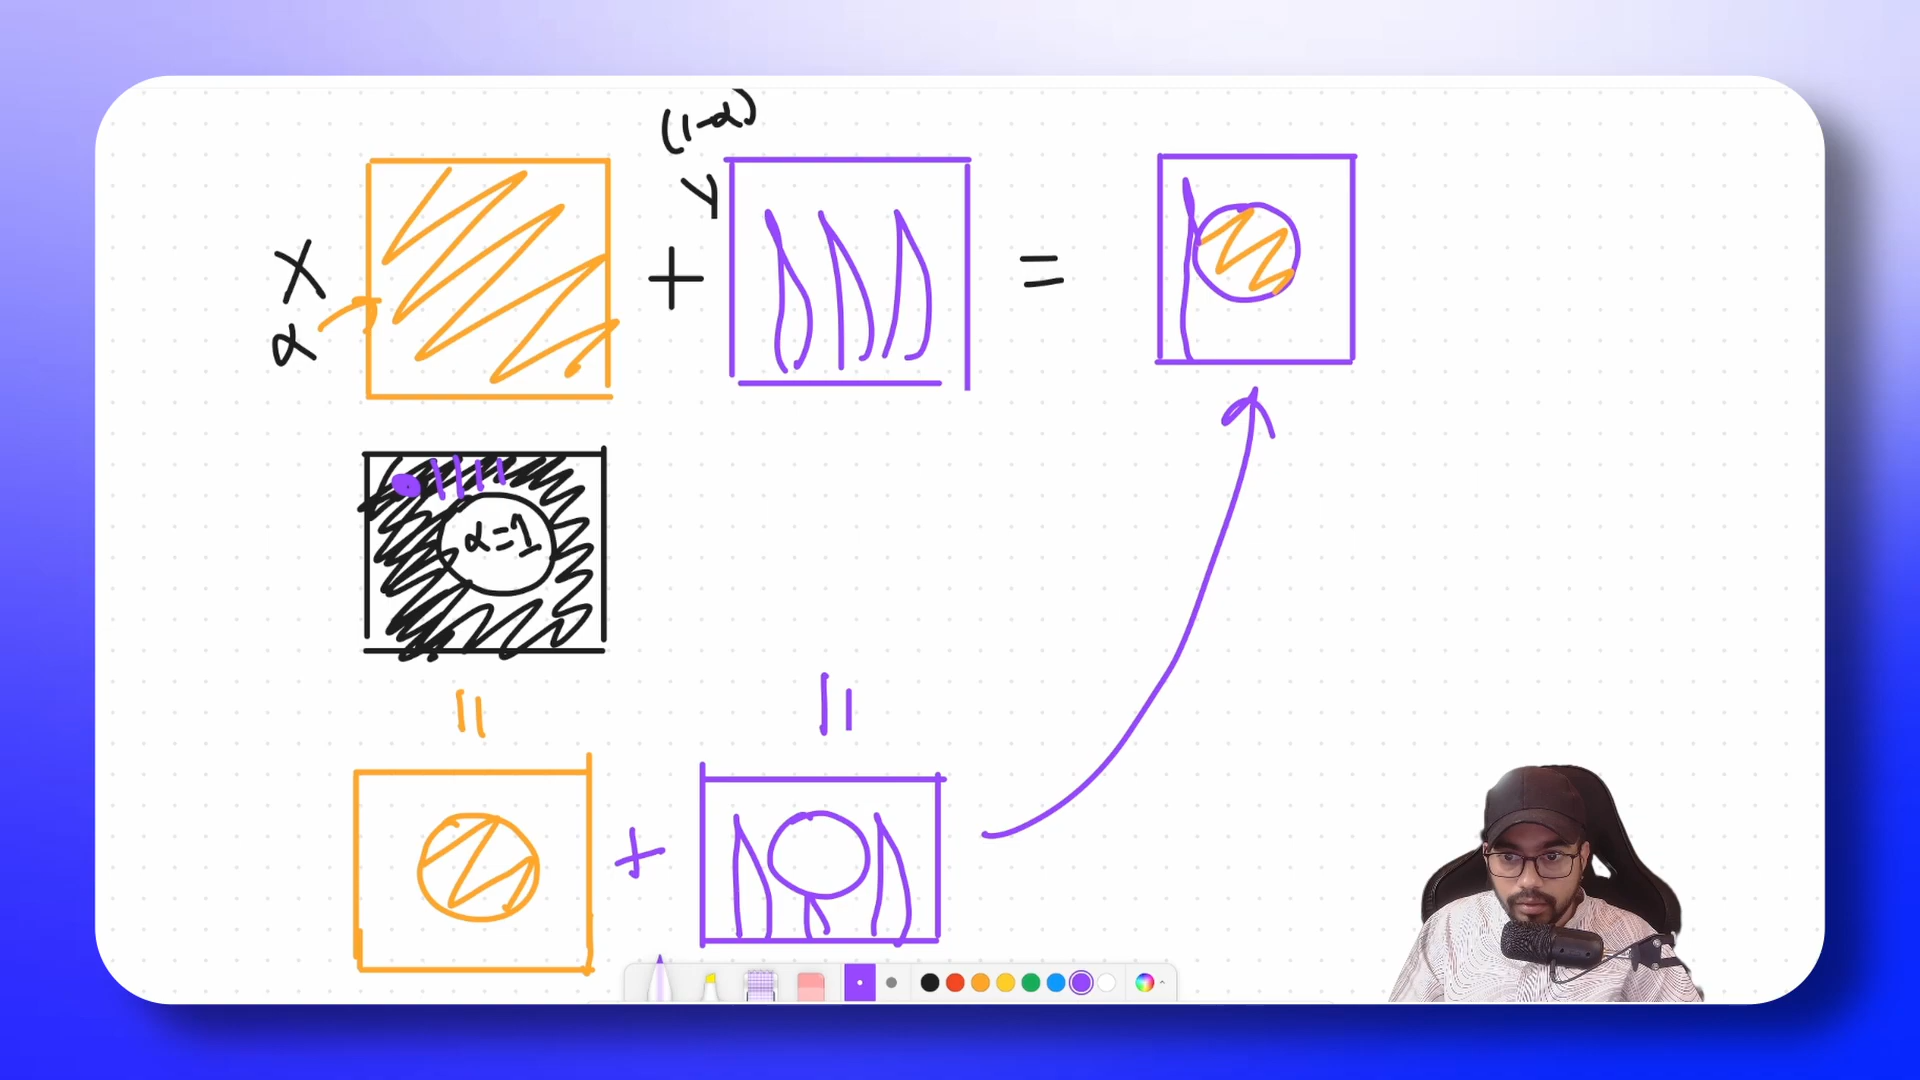 (1-α)
Y
X
+
=
α
α=1
=
=
+